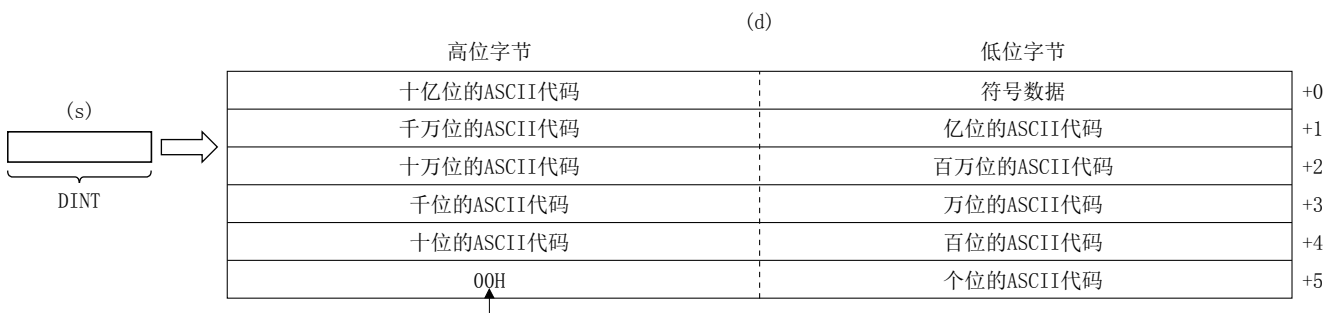 (d)
高位字节 低位字节
(s)
DINT
十亿位的ASCII代码 符号数据 +0
千万位的ASCII代码 亿位的ASCII代码 +1
十万位的ASCII代码 百万位的ASCII代码 +2
千位的ASCII代码 万位的ASCII代码 +3
十位的ASCII代码 百位的ASCII代码 +4
00H 个位的ASCII代码 +5